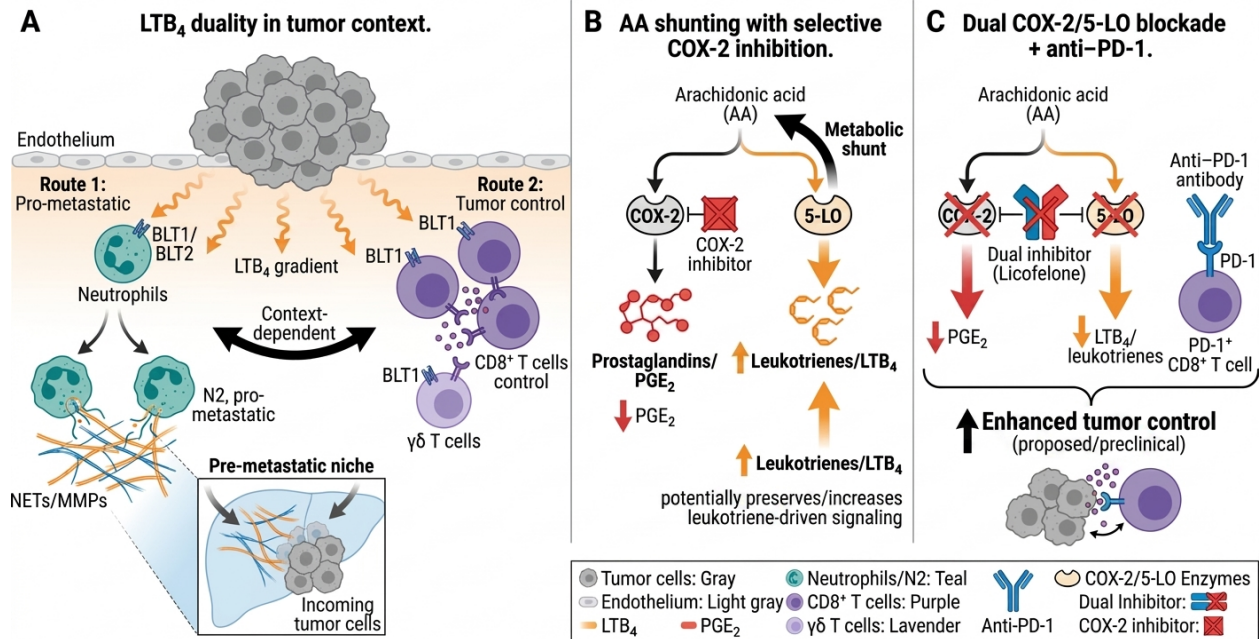 A
LTB₄ duality in tumor context.
Endothelium
Route 1:
Pro-metastatic
Route 2:
Tumor control
BLT1/
BLT2
BLT1
BLT1
LTB₄ gradient
Neutrophils
Context-
dependent
CD8⁺ T cells
control
BLT1
γδ T cells
N2, pro-
metastatic
NETs/MMPs
Pre-metastatic niche
Incoming
tumor cells
B
AA shunting with selective
COX-2 inhibition.
Arachidonic acid
(AA)
Metabolic
shunt
COX-2
5-LO
COX-2
inhibitor
Prostaglandins/
PGE₂
Leukotrienes/LTB₄
PGE₂
Leukotrienes/LTB₄
potentially preserves/increases
leukotriene-driven signaling
C
Dual COX-2/5-LO blockade
+ anti–PD-1.
Arachidonic acid
(AA)
Anti–PD-1
antibody
COX-2
5-LO
Dual inhibitor
(Licofelone)
PD-1
PGE₂
LTB₄/
leukotrienes
PD-1⁺
CD8⁺ T cell
Enhanced tumor control
(proposed/preclinical)
Tumor cells: Gray
Neutrophils/N2: Teal
COX-2/5-LO Enzymes
Endothelium: Light gray
CD8⁺ T cells: Purple
Dual Inhibitor:
LTB₄
PGE₂
γδ T cells: Lavender
Anti-PD-1
COX-2 inhibitor: